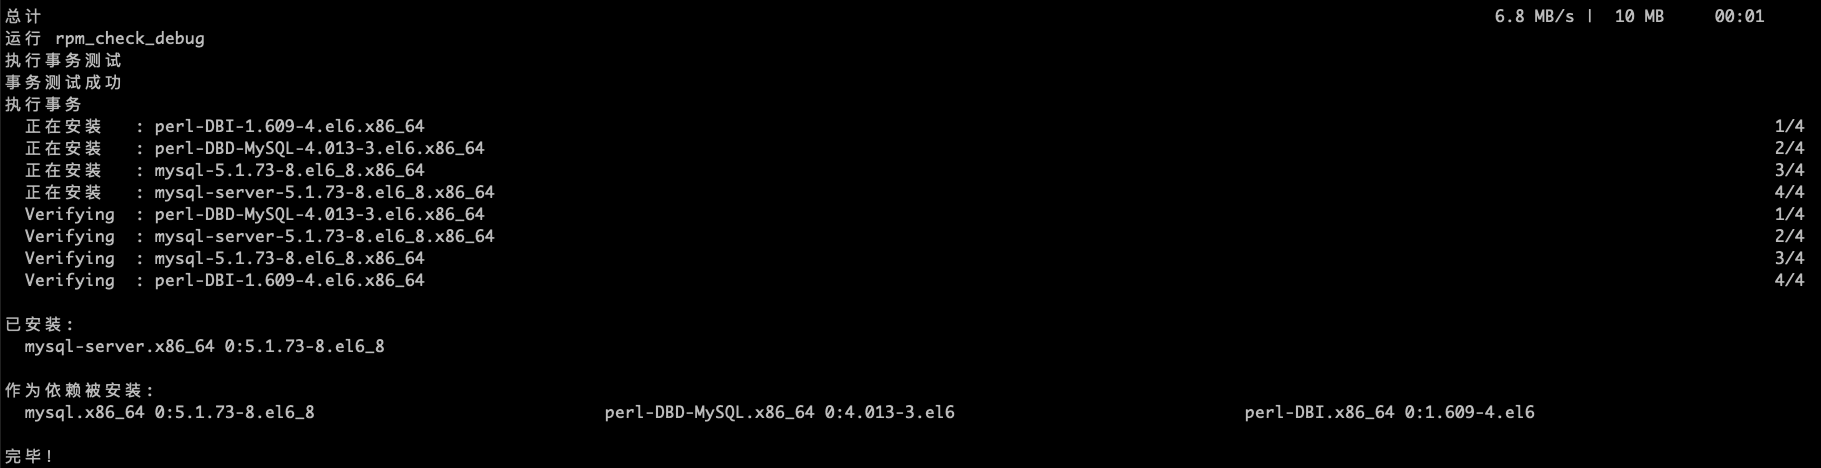 总计 6.8 MB/s | 10 MB 00:01
运行 rpm_check_debug
执行事务测试
事务测试成功
执行事务
正在安装 : perl-DBI-1.609-4.el6.x86_64 1/4
正在安装 : perl-DBD-MySQL-4.013-3.el6.x86_64 2/4
正在安装 : mysql-5.1.73-8.el6_8.x86_64 3/4
正在安装 : mysql-server-5.1.73-8.el6_8.x86_64 4/4
Verifying : perl-DBD-MySQL-4.013-3.el6.x86_64 1/4
Verifying : mysql-server-5.1.73-8.el6_8.x86_64 2/4
Verifying : mysql-5.1.73-8.el6_8.x86_64 3/4
Verifying : perl-DBI-1.609-4.el6.x86_64 4/4
已安装:
mysql-server.x86_64 0:5.1.73-8.el6_8
作为依赖被安装:
mysql.x86_64 0:5.1.73-8.el6_8 perl-DBD-MySQL.x86_64 0:4.013-3.el6 perl-DBI.x86_64 0:1.609-4.el6
完毕!